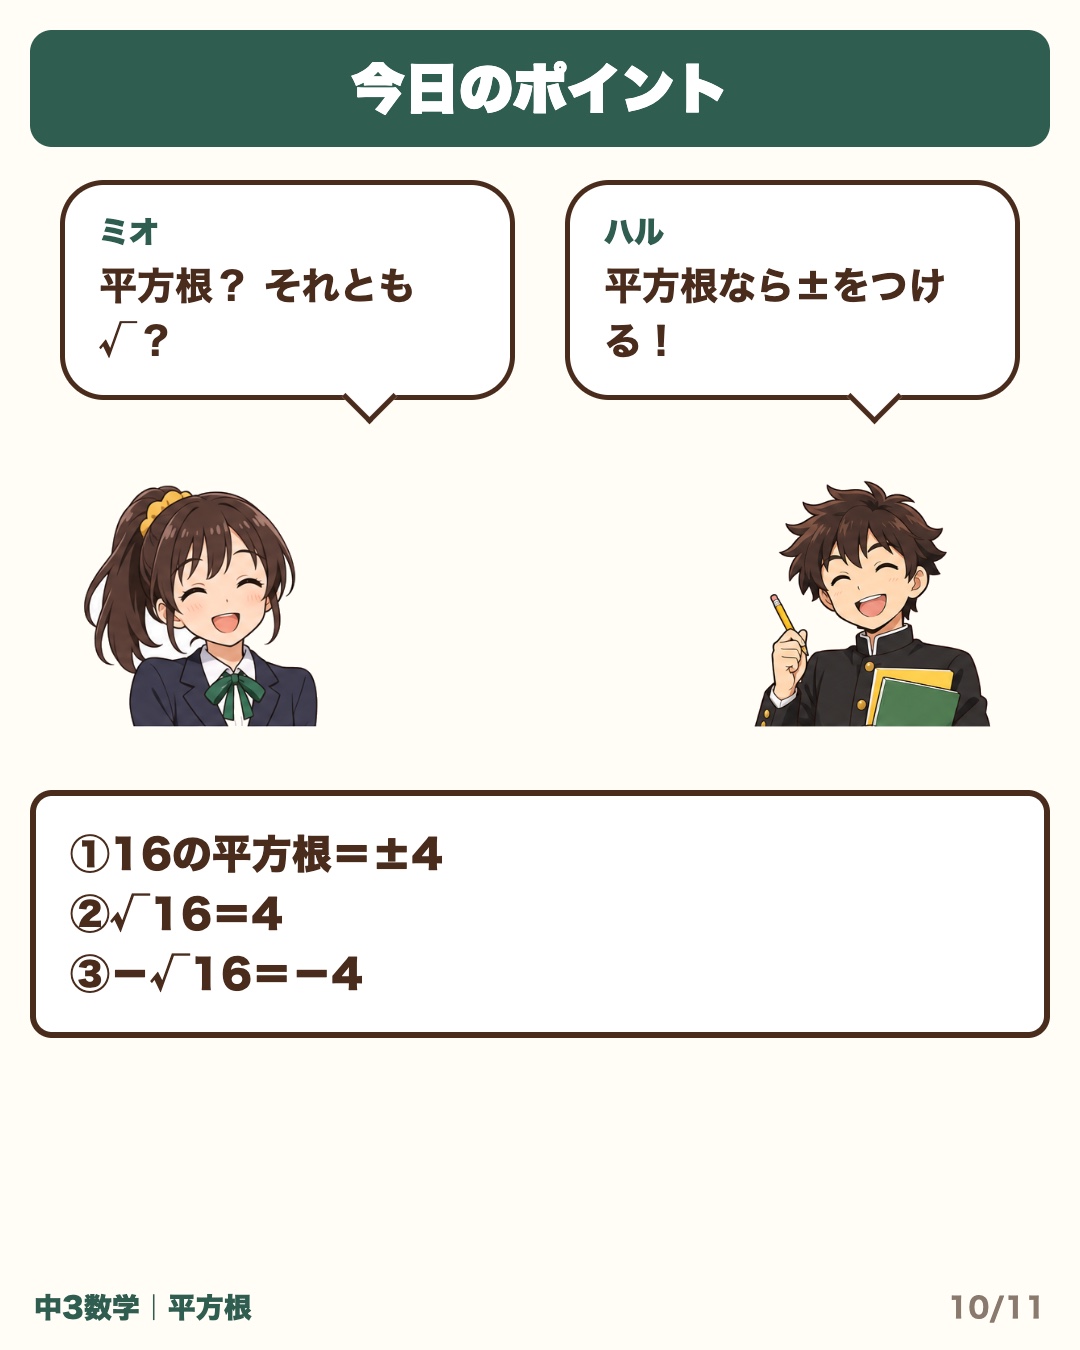 今日のポイント
ミオ
平方根？ それとも
√？
ハル
平方根なら±をつけ
る！
①16の平方根＝±4
②√16＝4
③−√16＝−4
中3数学｜平方根
10/11